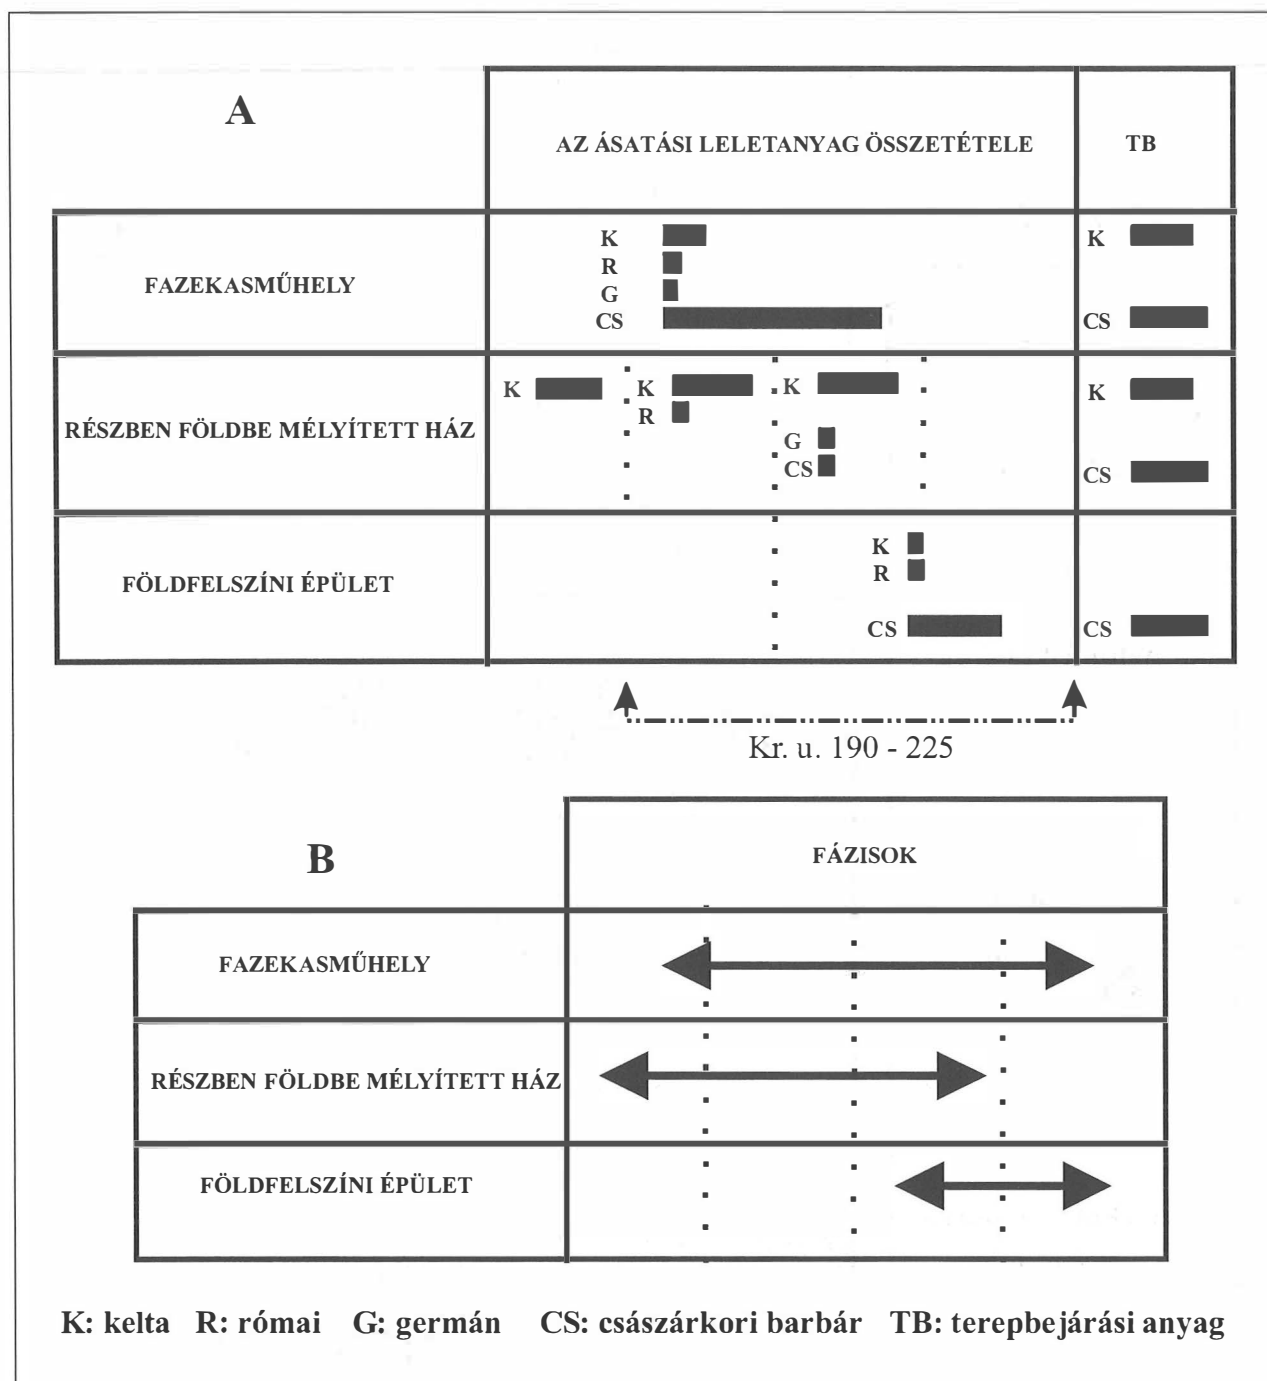 A
AZ ÁSATÁSI LELETANYAG ÖSSZETÉTELE TB
FAZEKASMŰHELY
K K
R
G
CS CS
RÉSZBEN FÖLDBE MÉLYÍTETT HÁZ
K K K K
R
G
CS CS
FÖLDFELSZÍNI ÉPÜLET
K
R
CS CS
Kr. u. 190 - 225
B
FÁZISOK
FAZEKASMŰHELY
RÉSZBEN FÖLDBE MÉLYÍTETT HÁZ
FÖLDFELSZÍNI ÉPÜLET
K: kelta R: római G: germán CS: császárkori barbár TB: terepbejárási anyag